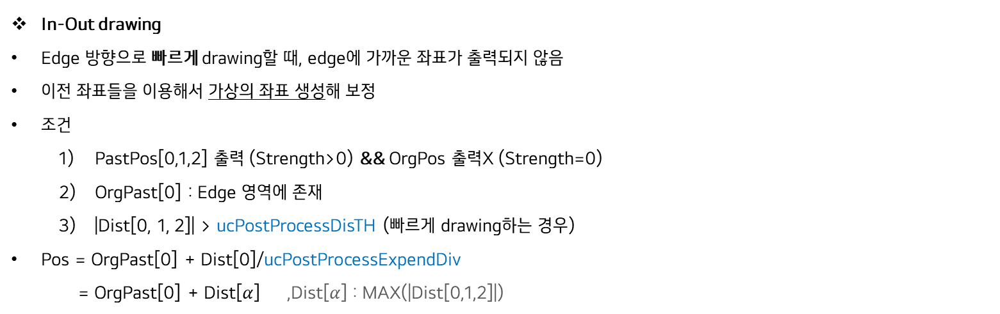 ❖ In-Out drawing
• Edge 방향으로 빠르게 drawing할 때, edge에 가까운 좌표가 출력되지 않음
• 이전 좌표들을 이용해서 가상의 좌표 생성해 보정
• 조건
1) PastPos[0,1,2] 출력 (Strength>0) && OrgPos 출력X (Strength=0)
2) OrgPast[0] : Edge 영역에 존재
3) |Dist[0, 1, 2]| > ucPostProcessDisTH (빠르게 drawing하는 경우)
• Pos = OrgPast[0] + Dist[0]/ucPostProcessExpendDiv
= OrgPast[0] + Dist[𝛼] ,Dist[𝛼] : MAX(|Dist[0,1,2]|)